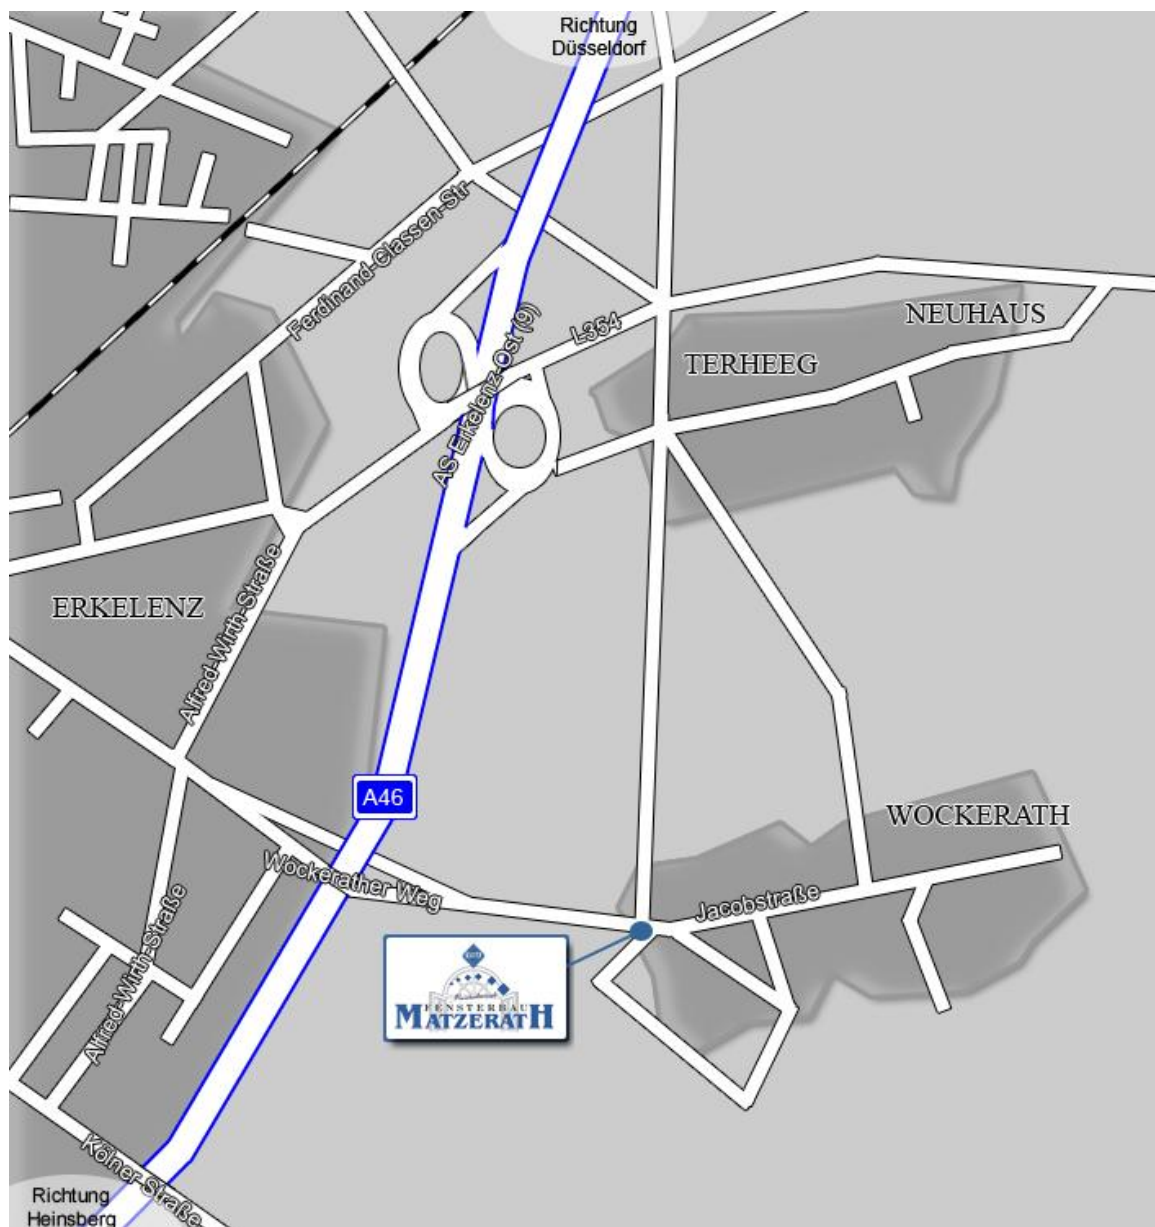 Richtung
Düsseldorf
Ferdinand-Classen-Str
L354
NEUHAUS
TERHEEG
AS Erkelenz-Ost (9)
ERKELENZ
Alfred-Wirth-Straße
A46
WOCKERATH
Wockerather Weg
Jacobstraße
Alfred-Wirth-Straße
FENSTERBAU
MATZERATH
Kölner-Straße
Richtung
Heinsberg